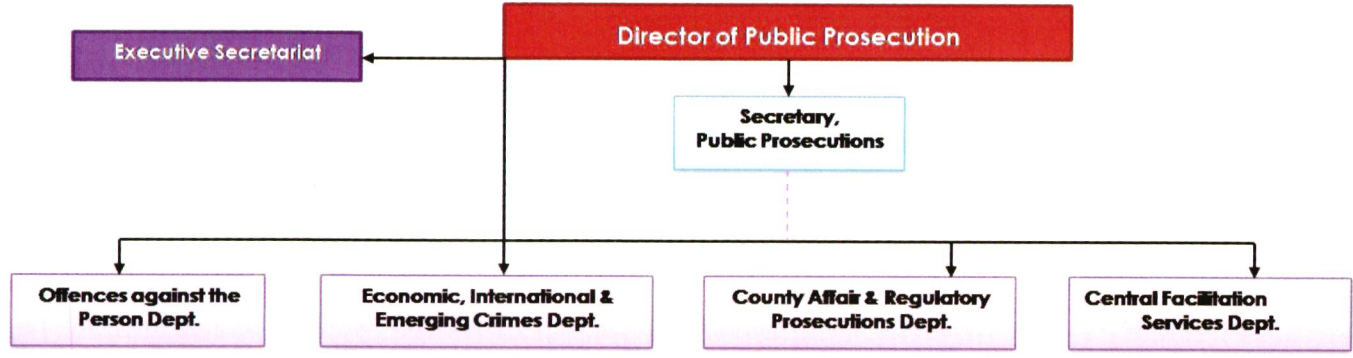 Director of Public Prosecution
Executive Secretariat
Secretary,
Public Prosecutions
Offences against the
Person Dept.
Economic, International &
Emerging Crimes Dept.
County Affair & Regulatory
Prosecutions Dept.
Central Facilitation
Services Dept.